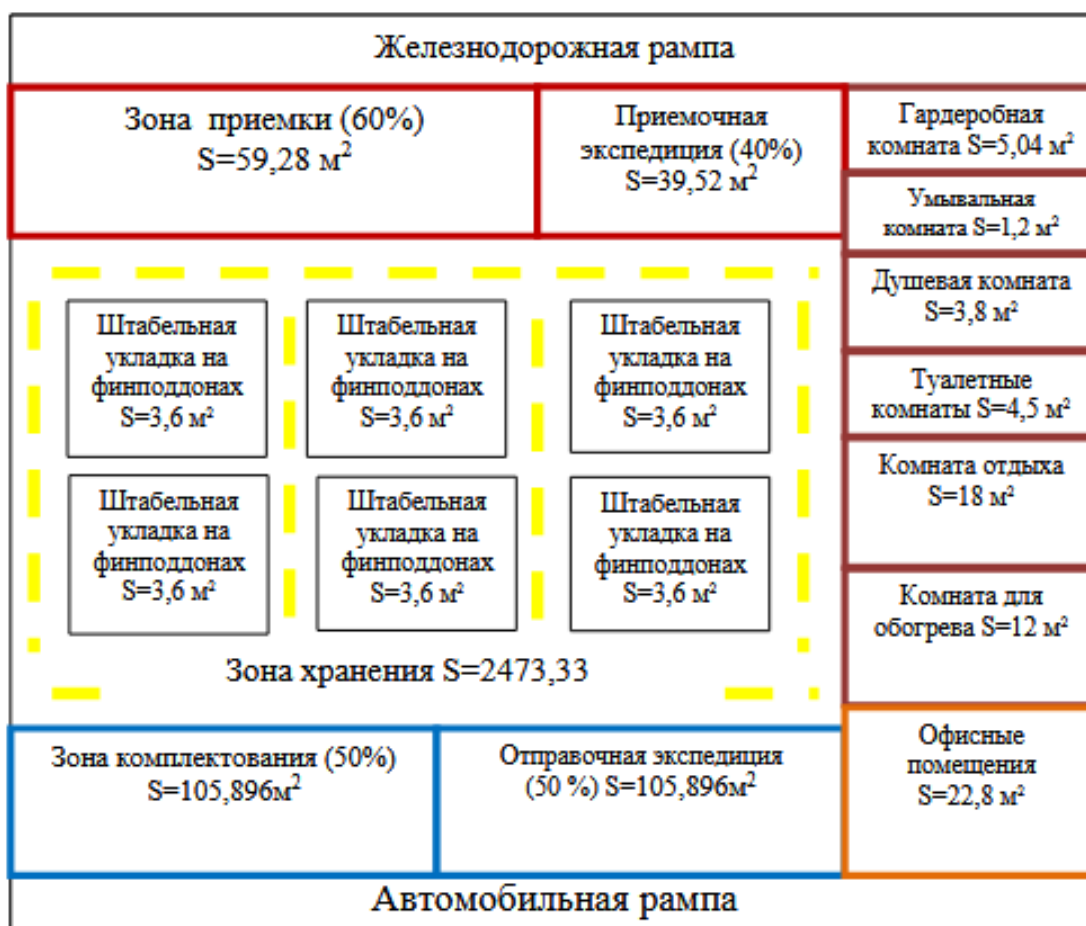 Железнодорожная рампа
Зона приемки (60%)
S=59,28 м²
Приемочная
экспедиция (40%)
S=39,52 м²
Гардеробная
комната S=5,04 м²
Умывальная
комната S=1,2 м²
Душевая комната
S=3,8 м²
Туалетные
комнаты S=4,5 м²
Комната отдыха
S=18 м²
Комната для
обогрева S=12 м²
Офисные
помещения
S=22,8 м²
Штабельная
укладка на
финподдонах
S=3,6 м²
Штабельная
укладка на
финподдонах
S=3,6 м²
Штабельная
укладка на
финподдонах
S=3,6 м²
Штабельная
укладка на
финподдонах
S=3,6 м²
Штабельная
укладка на
финподдонах
S=3,6 м²
Штабельная
укладка на
финподдонах
S=3,6 м²
Зона хранения S=2473,33
Зона комплектования (50%)
S=105,896м²
Отправочная экспедиция
(50 %) S=105,896м²
Автомобильная рампа